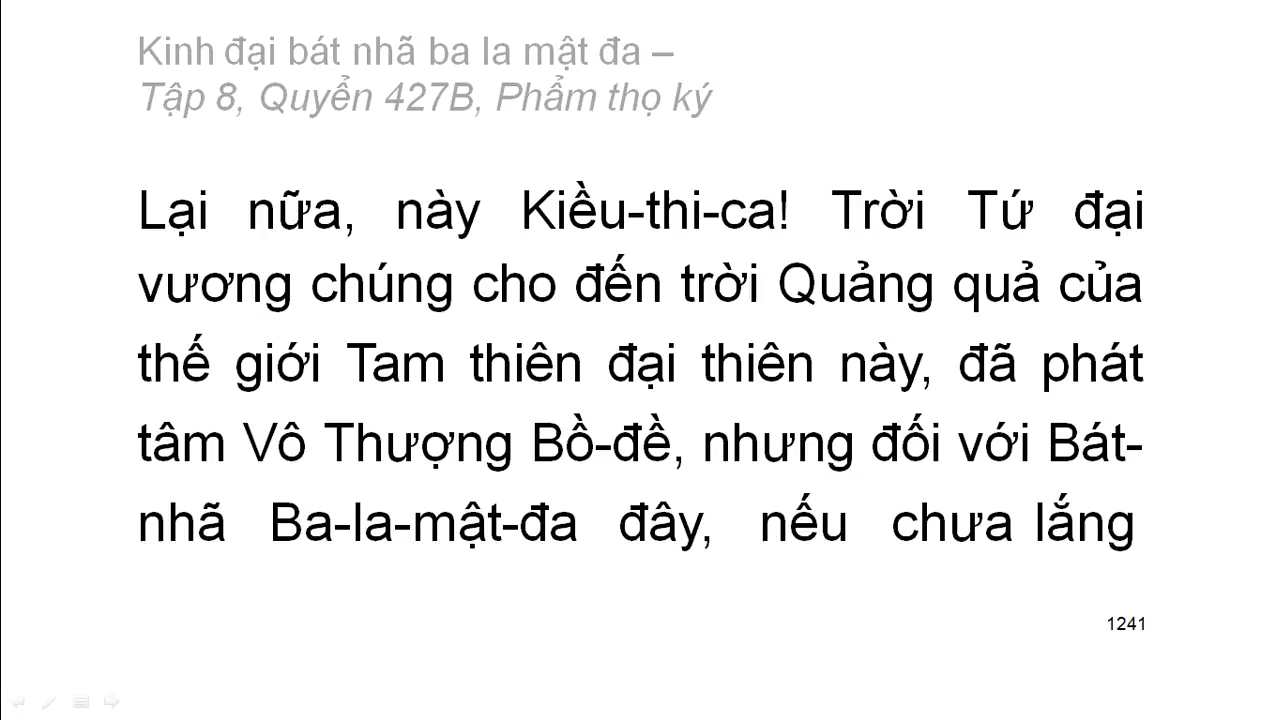 Kinh đại bát nhã ba la mật đa –
Tập 8, Quyển 427B, Phẩm thọ ký
Lại nữa, này Kiều-thi-ca! Trời Tứ đại
vương chúng cho đến trời Quảng quả của
thế giới Tam thiên đại thiên này, đã phát
tâm Vô Thượng Bồ-đề, nhưng đối với Bát-
nhã Ba-la-mật-đa đây, nếu chưa lắng
1241